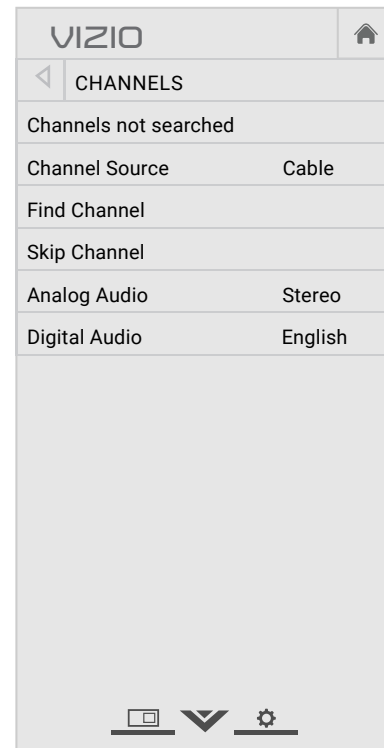 VIZIO
CHANNELS
Channels not searched
Channel Source Cable
Find Channel
Skip Channel
Analog Audio Stereo
Digital Audio English